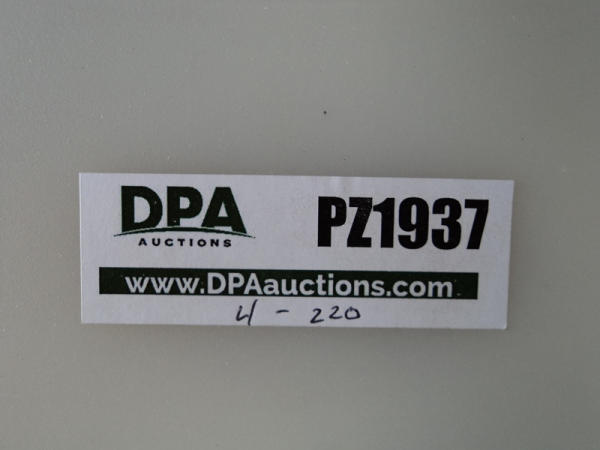 DPA PZ1937
AUCTIONS
www.DPAauctions.com
4 - 220